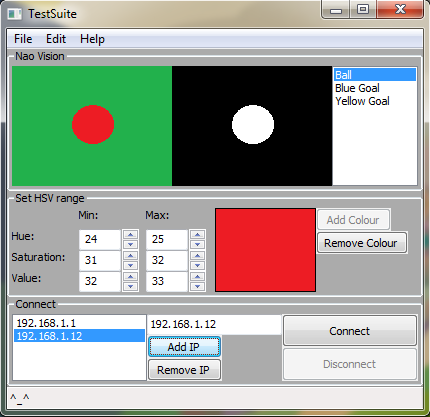 TestSuite
File Edit Help
Nao Vision
Ball
Blue Goal
Yellow Goal
Set HSV range
Min: Max:
Hue: 24 25
Saturation: 31 32
Value: 32 33
Add Colour
Remove Colour
Connect
192.168.1.1
192.168.1.12
192.168.1.12
Add IP
Remove IP
Connect
Disconnect
^_^